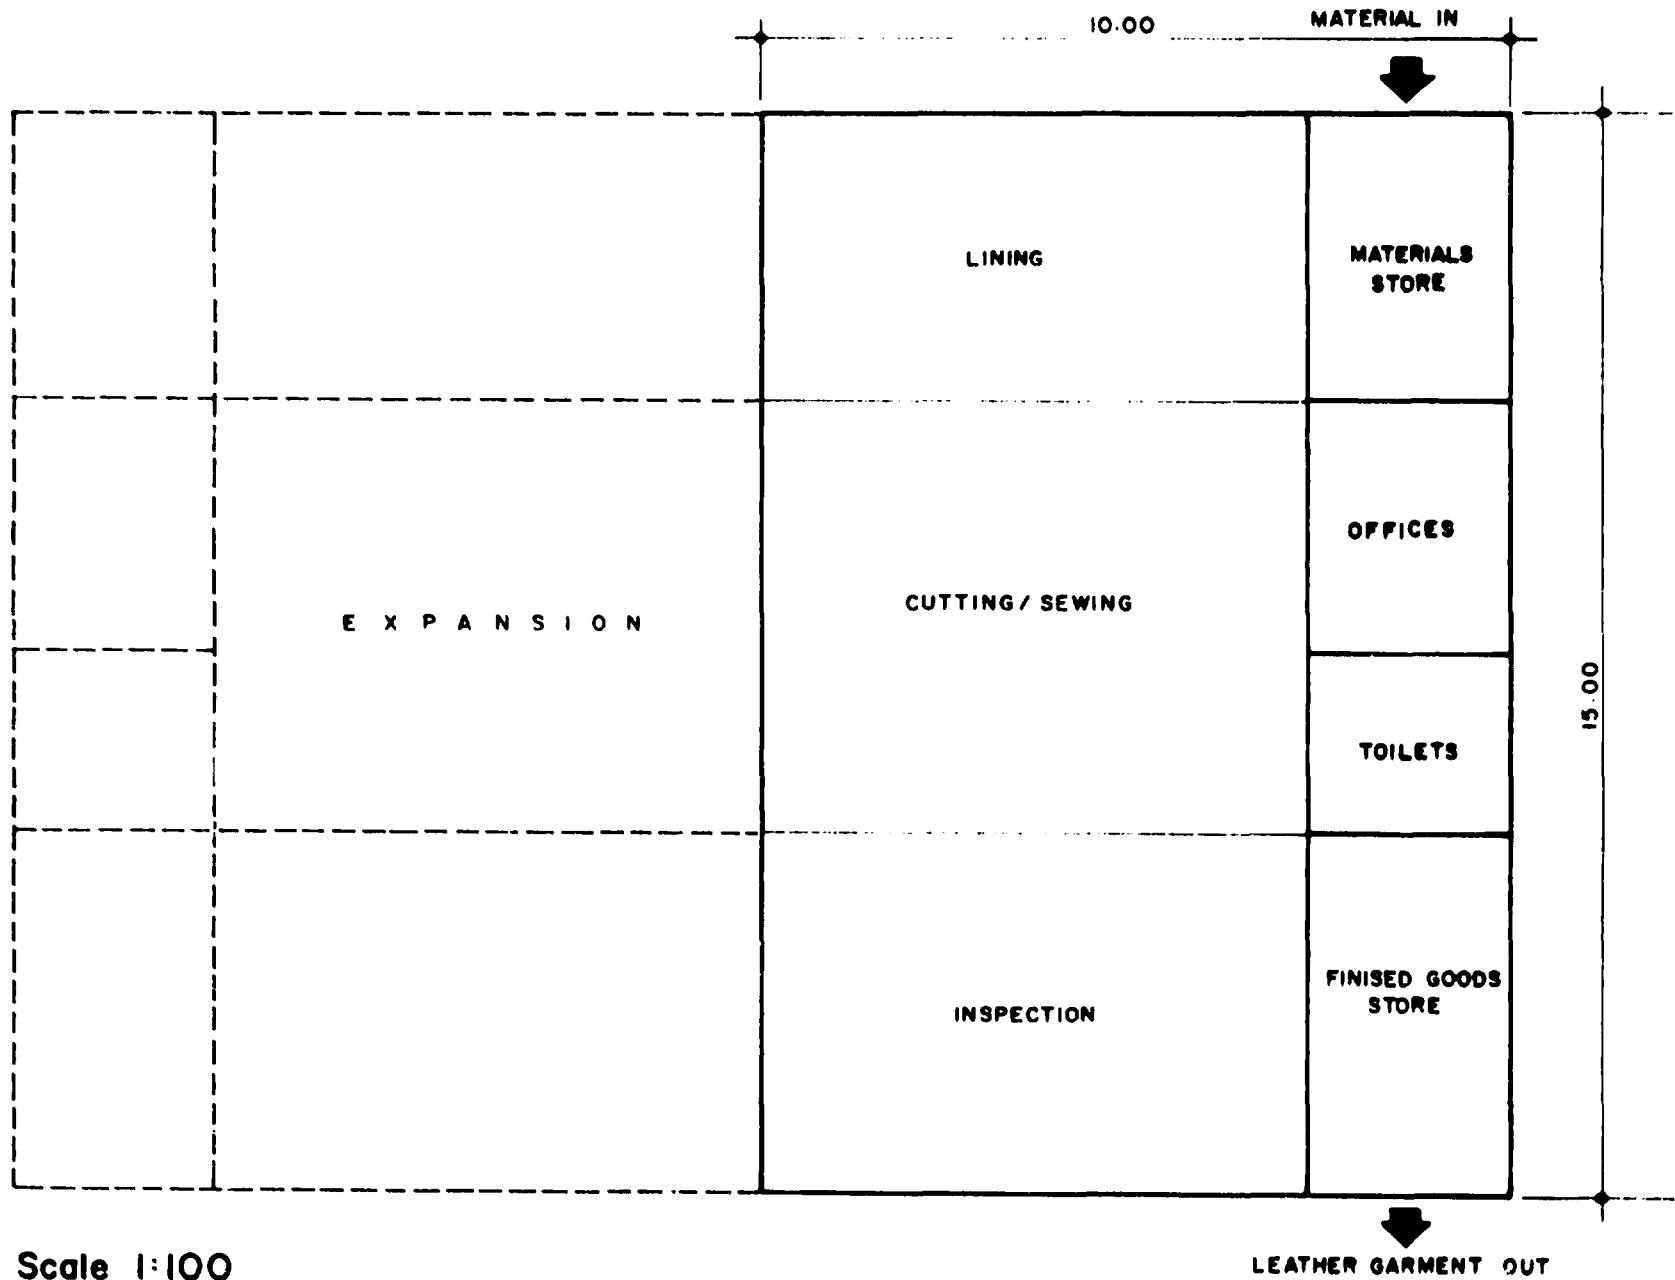 10.00
MATERIAL IN
LINING
MATERIALS
STORE
OFFICES
CUTTING/SEWING
EXPANSION
15.00
TOILETS
FINISED GOODS
STORE
INSPECTION
Scale 1:100
LEATHER GARMENT OUT